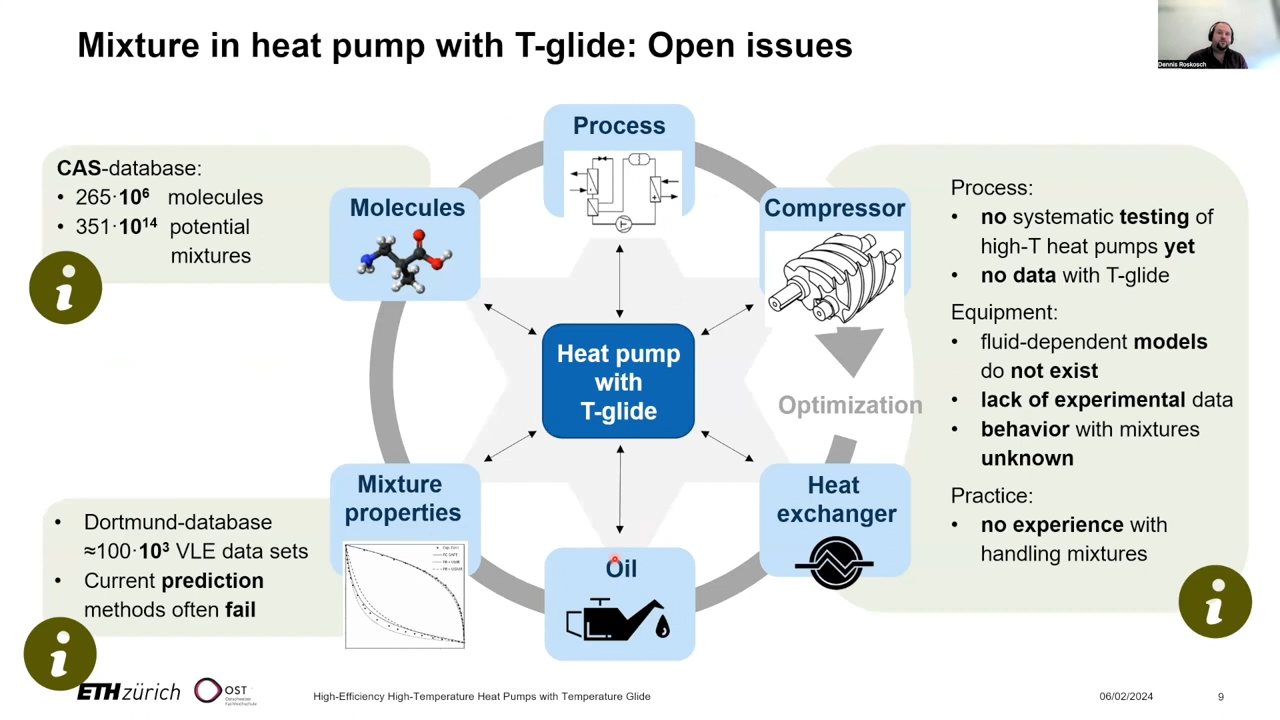 Mixture in heat pump with T-glide: Open issues
Dennis Roskosch
CAS-database:
• 265·10⁶ molecules
• 351·10¹⁴ potential
mixtures
i
Molecules
Process
Compressor
Heat pump
with
T-glide
Optimization
Mixture
properties
Oil
Heat
exchanger
• Dortmund-database
≈100·10³ VLE data sets
• Current prediction
methods often fail
i
Process:
• no systematic testing of
high-T heat pumps yet
• no data with T-glide
Equipment:
• fluid-dependent models
do not exist
• lack of experimental data
• behavior with mixtures
unknown
Practice:
• no experience with
handling mixtures
i
ETH zürich
OST
High-Efficiency High-Temperature Heat Pumps with Temperature Glide
06/02/2024
9